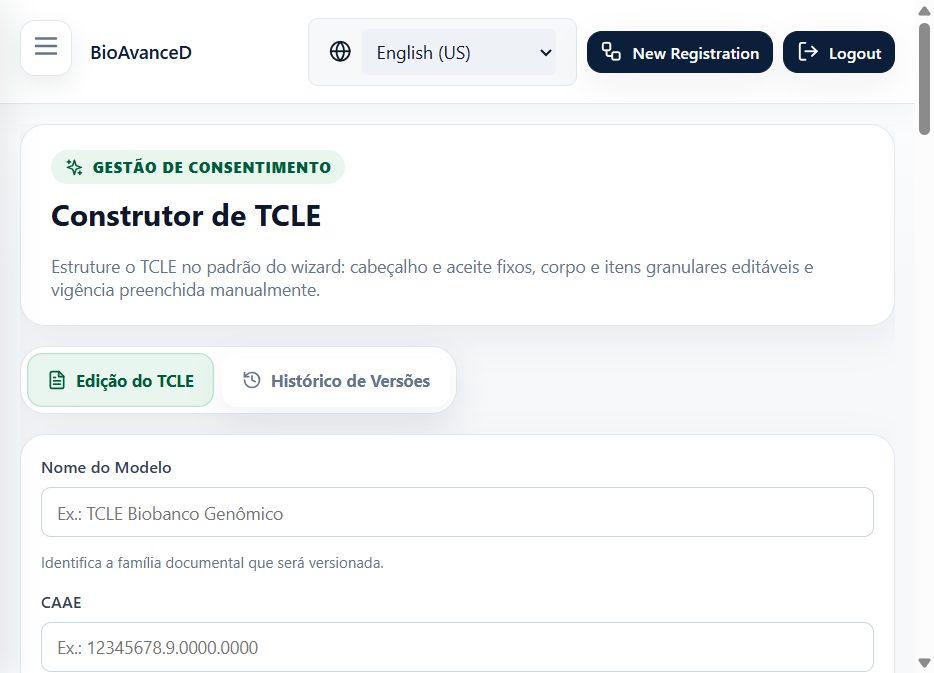 BioAvanceD
English (US)
New Registration
Logout
GESTÃO DE CONSENTIMENTO
Construtor de TCLE
Estruture o TCLE no padrão do wizard: cabeçalho e aceite fixos, corpo e itens granulares editáveis e
vigência preenchida manualmente.
Edição do TCLE
Histórico de Versões
Nome do Modelo
Ex.: TCLE Biobanco Genômico
Identifica a família documental que será versionada.
CAAE
Ex.: 12345678.9.0000.0000